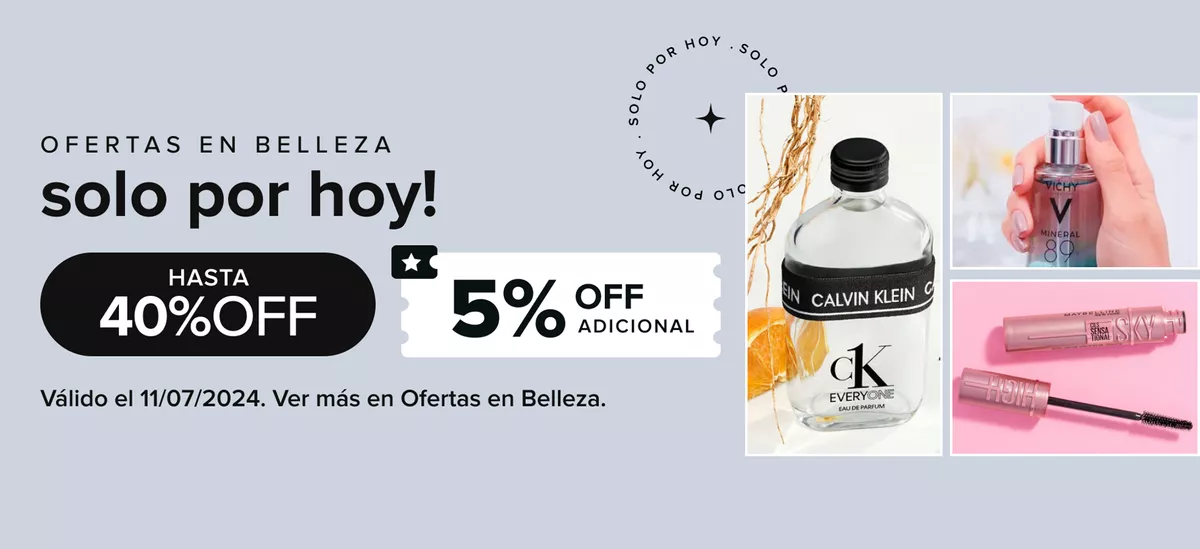 OFERTAS EN BELLEZA
solo por hoy!
HASTA
40%OFF
5% OFF
ADICIONAL
Válido el 11/07/2024. Ver más en Ofertas en Belleza.
SOLO POR HOY . SOLO POR HOY . SOLO
CALVIN KLEIN
cK
EVERYONE
EAU DE PARFUM
VICHY
V
MINERAL
89
MAYBELLINE
SENSA
TIONAL
SKY
HIGH